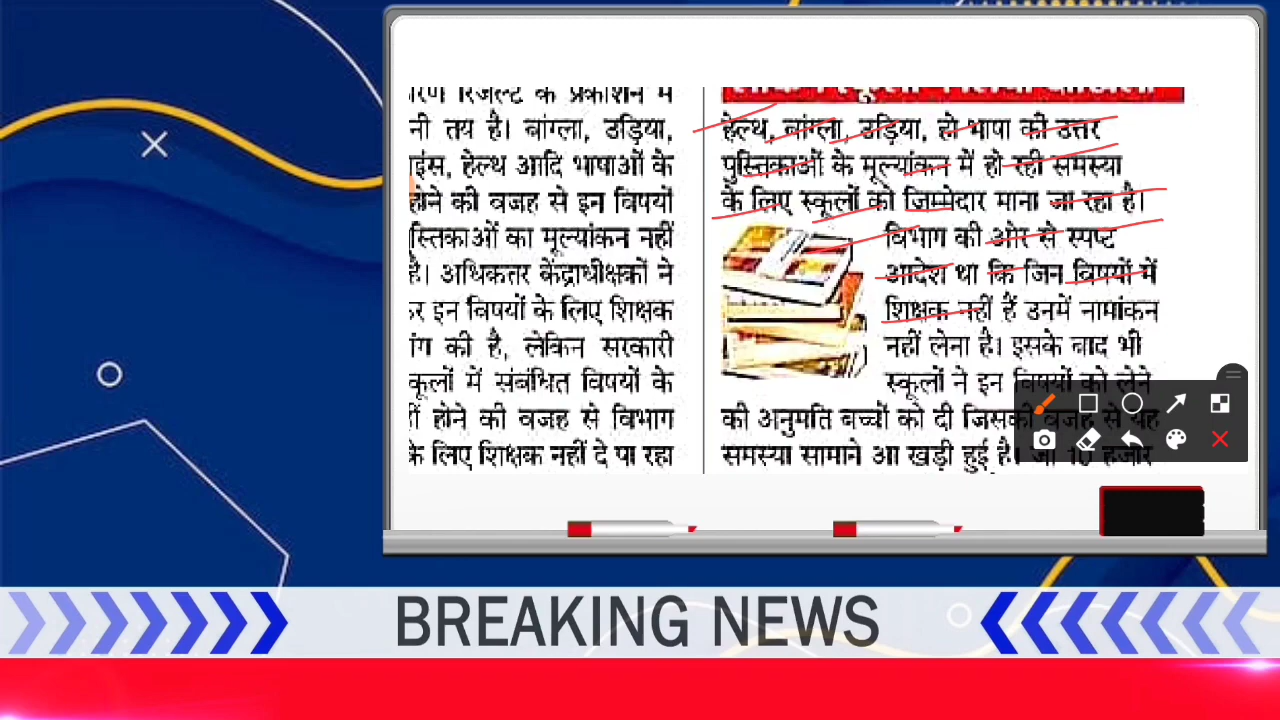 नी तय है। बांग्ला, उड़िया,
हेल्थ आदि भाषाओं के
होने की वजह से इन विषयों
का मूल्यांकन नहीं
है। अधिकतर केंद्राधीक्षकों ने
इन विषयों के लिए शिक्षक
की है, लेकिन सरकारी
में संबंधित विषयों के
होने की वजह से विभाग
के लिए शिक्षक नहीं दे पा रहा
हेल्थ, बांग्ला, उड़िया, हो भाषा की उत्तर
पुस्तिकाओं के मूल्यांकन में हो रही समस्या
के लिए स्कूलों को जिम्मेदार माना जा रहा है।
विभाग की ओर से स्पष्ट
आदेश था कि जिन विषयों में
शिक्षक नहीं हैं उनमें नामांकन
नहीं लेना है। इसके बाद भी
स्कूलों ने इन विषयों को लेने
की अनुमति बच्चों को दी जिसकी वजह से यह
समस्या सामाने आ खड़ी हुई है। जो 10 हजार
BREAKING NEWS